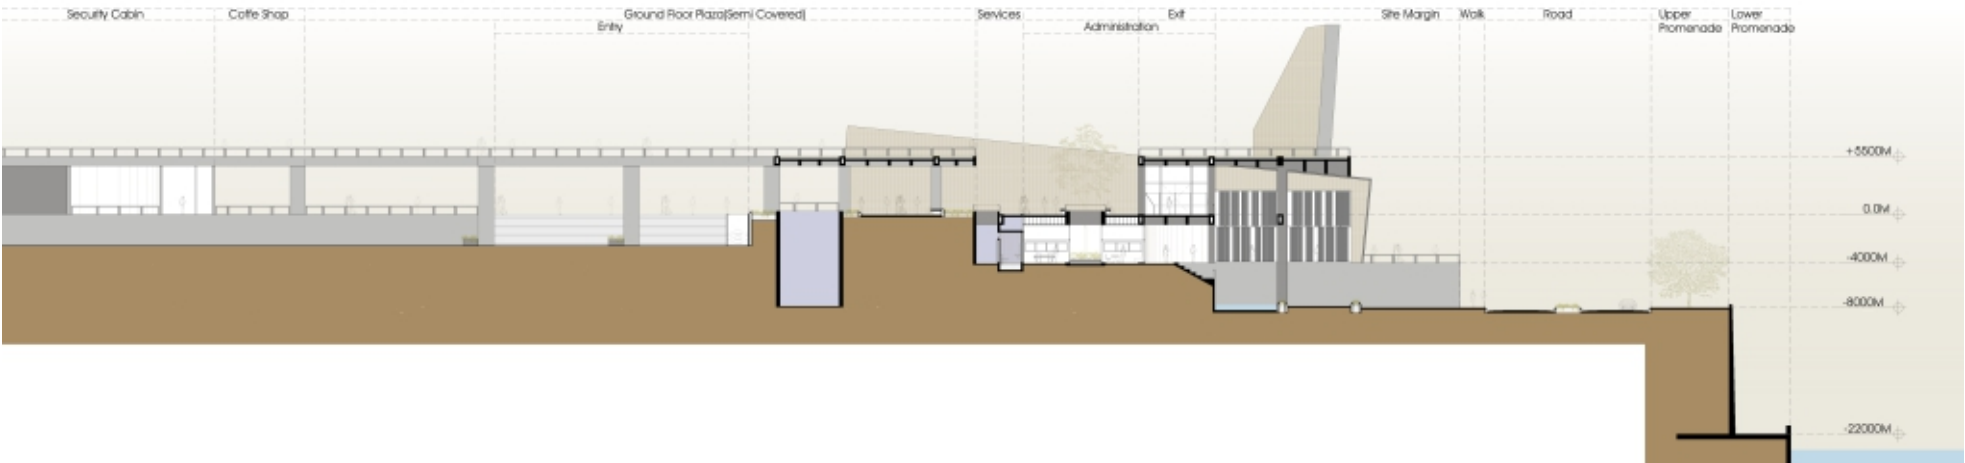 Security Cabin
Coffe Shop
Ground Floor Plaza(Semi Covered)
Entry
Services
Administration
Exit
Site Margin
Walk
Road
Upper
Promenade
Lower
Promenade
+5500M
0.0M
-4000M
-8000M
-22000M